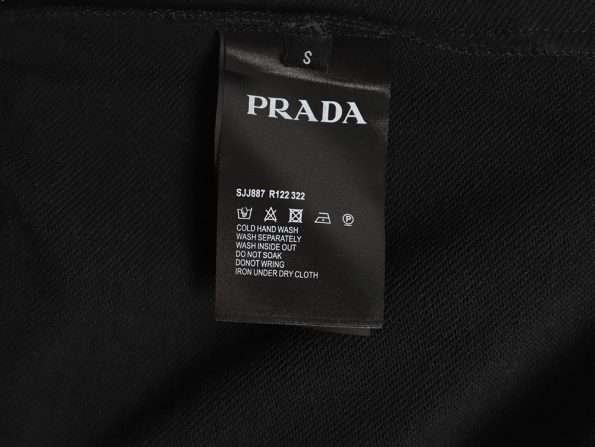 S
PRADA
SJJ887 R122 322
P
COLD HAND WASH
WASH SEPARATELY
WASH INSIDE OUT
DO NOT SOAK
DONOT WRING
IRON UNDER DRY CLOTH